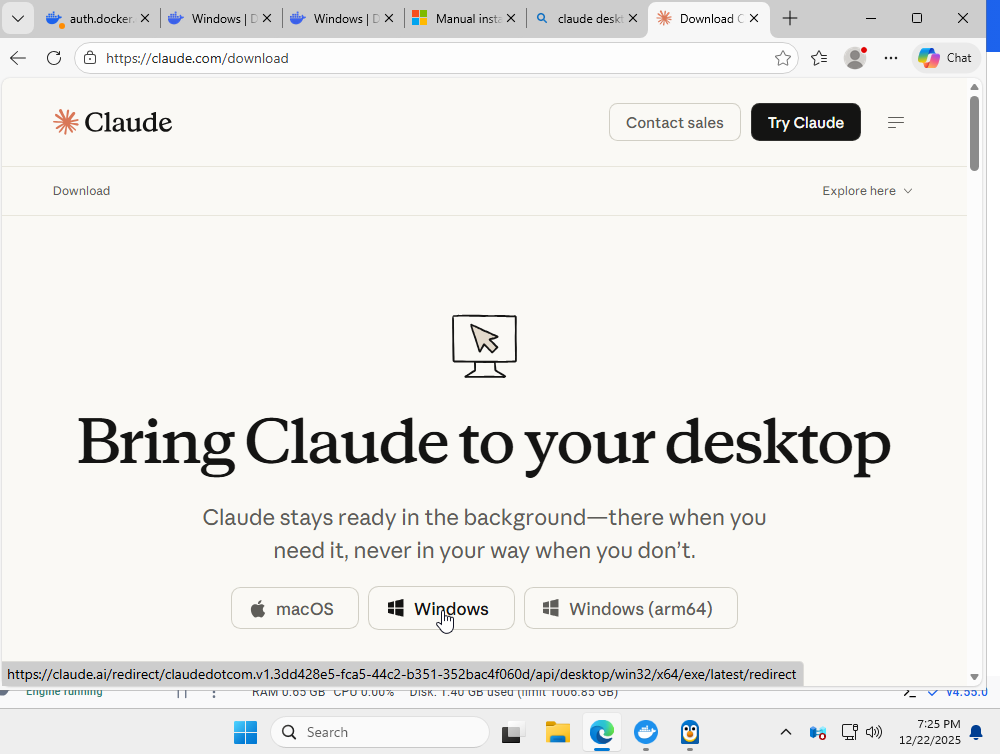 auth.docker.
Windows | D
Windows | D
Manual insta
claude deskt
Download C
https://claude.com/download
Chat
Claude
Contact sales
Try Claude
Download
Explore here
Bring Claude to your desktop
Claude stays ready in the background—there when you
need it, never in your way when you don’t.
macOS
Windows
Windows (arm64)
https://claude.ai/redirect/claudedotcom.v1.3dd428e5-fca5-44c2-b351-352bac4f060d/api/desktop/win32/x64/exe/latest/redirect
Engine running
RAM 0.65 GB CPU 0.00% Disk: 1.40 GB used (limit 1006.85 GB)
v4.55.0
Search
7:25 PM
12/22/2025